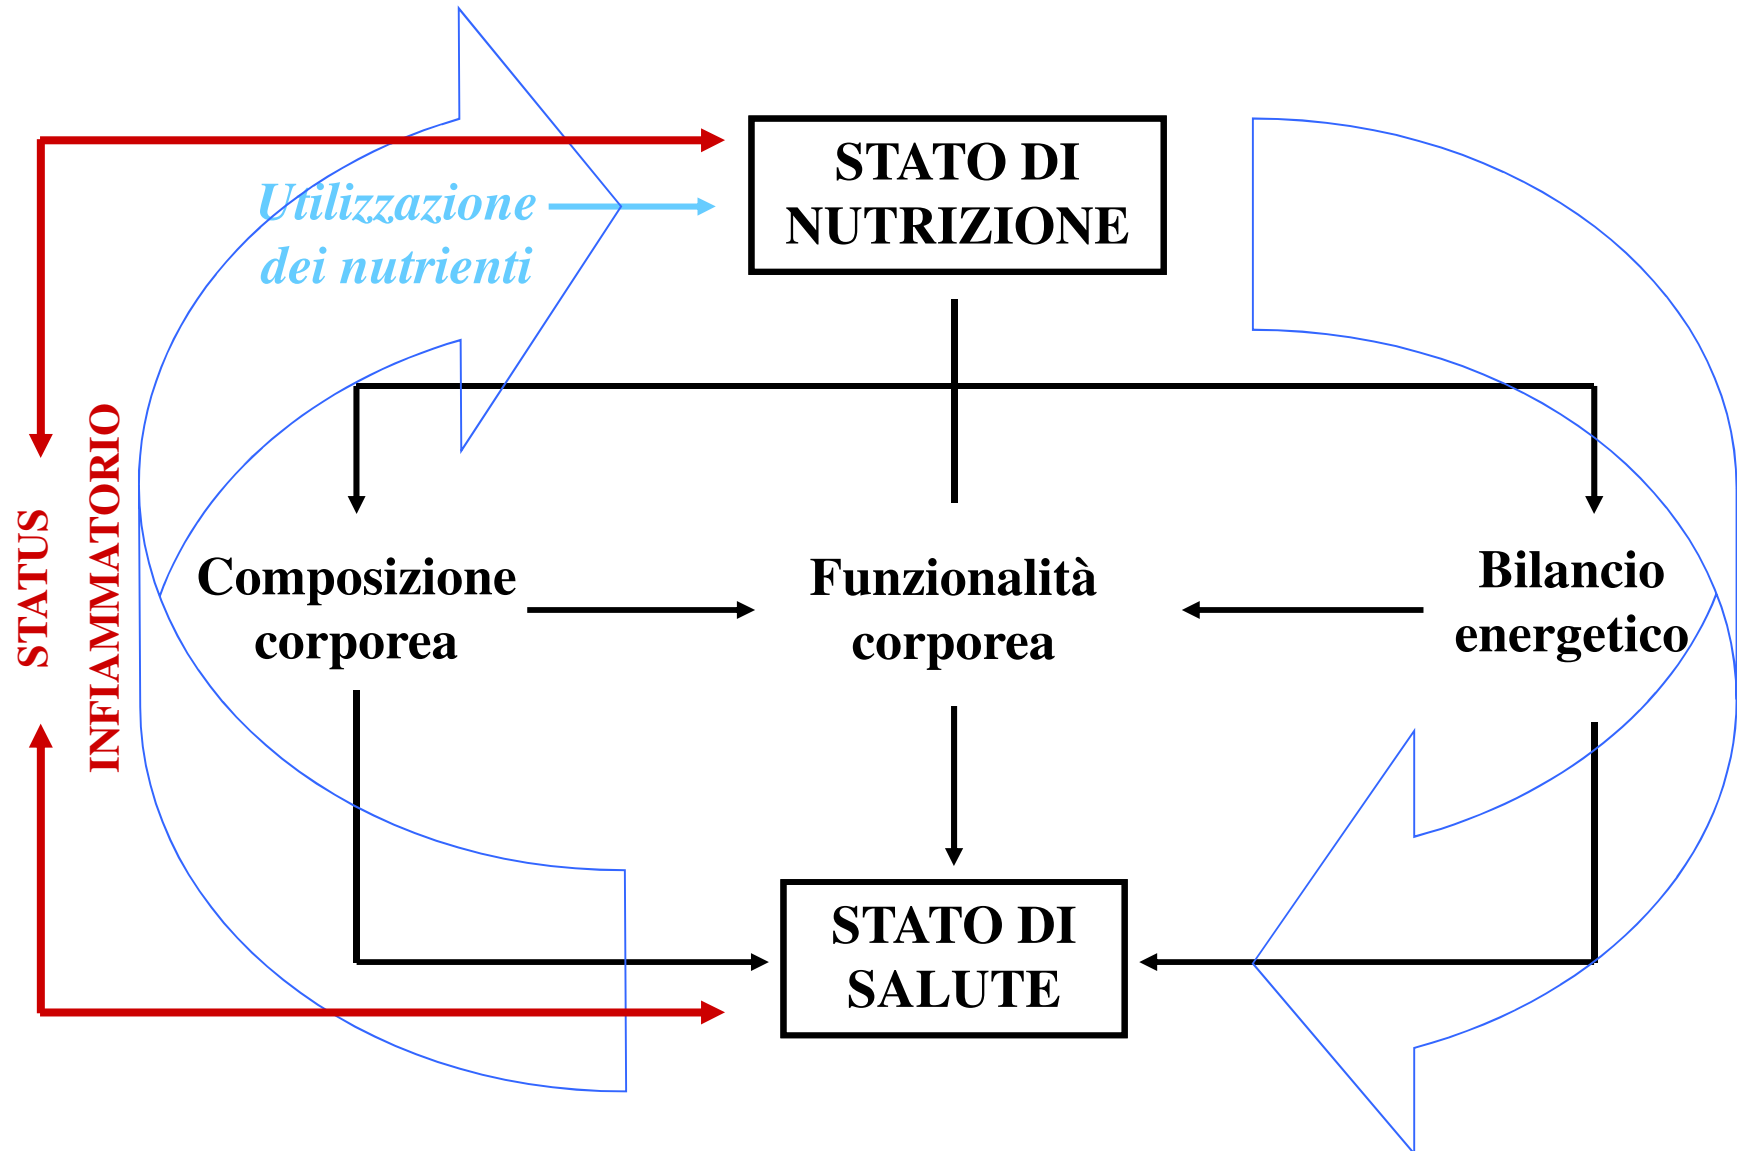 STATO DI
NUTRIZIONE
Utilizzazione
dei nutrienti
STATUS
INFIAMMATORIO
Composizione
corporea
Funzionalità
corporea
Bilancio
energetico
STATO DI
SALUTE